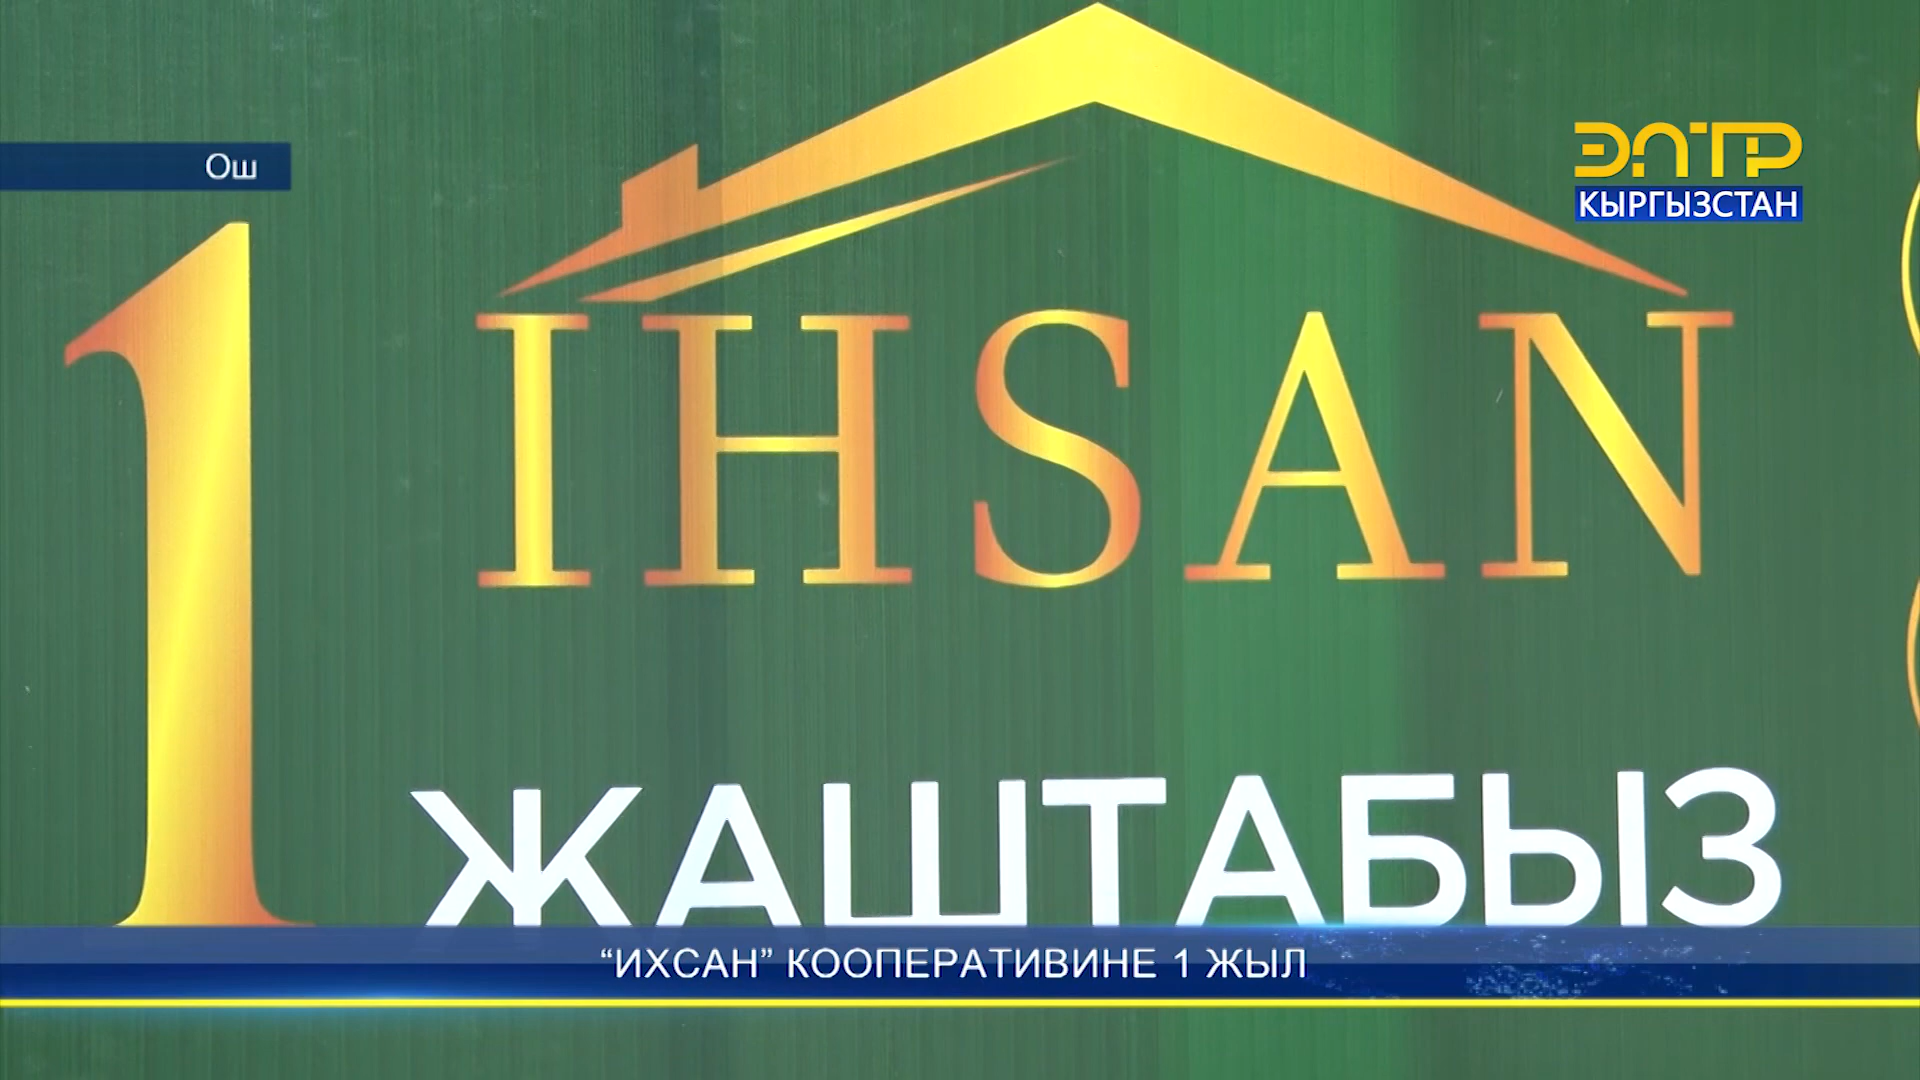 Ош
ЭЛТР
КЫРГЫЗСТАН
1
IHSAN
ЖАШТАБЫЗ
“ИХСАН” КООПЕРАТИВИНЕ 1 ЖЫЛ